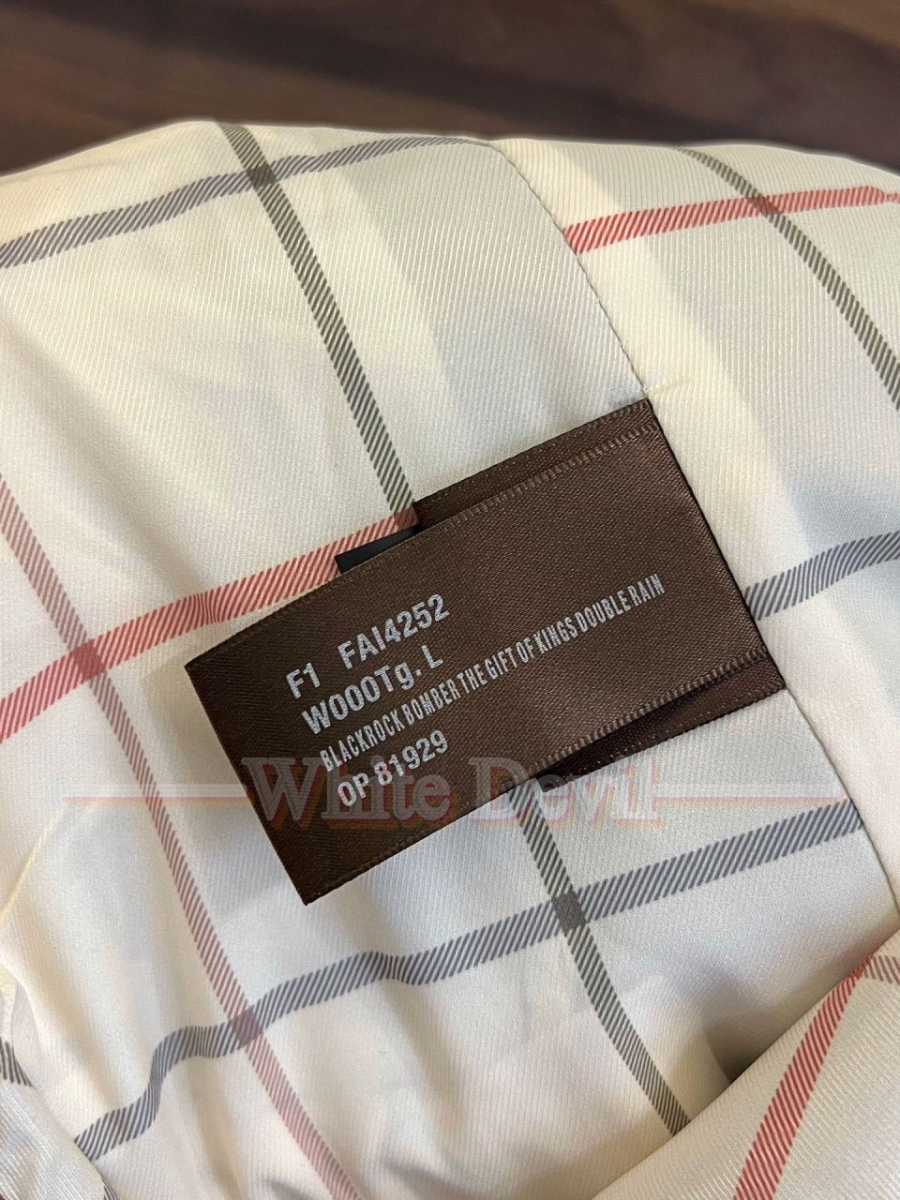 F1 FAI4252
W000Tg. L
BLACKROCK BOMBER THE GIFT OF KINGS DOUBLE RAIN
OP 81929
White Devil